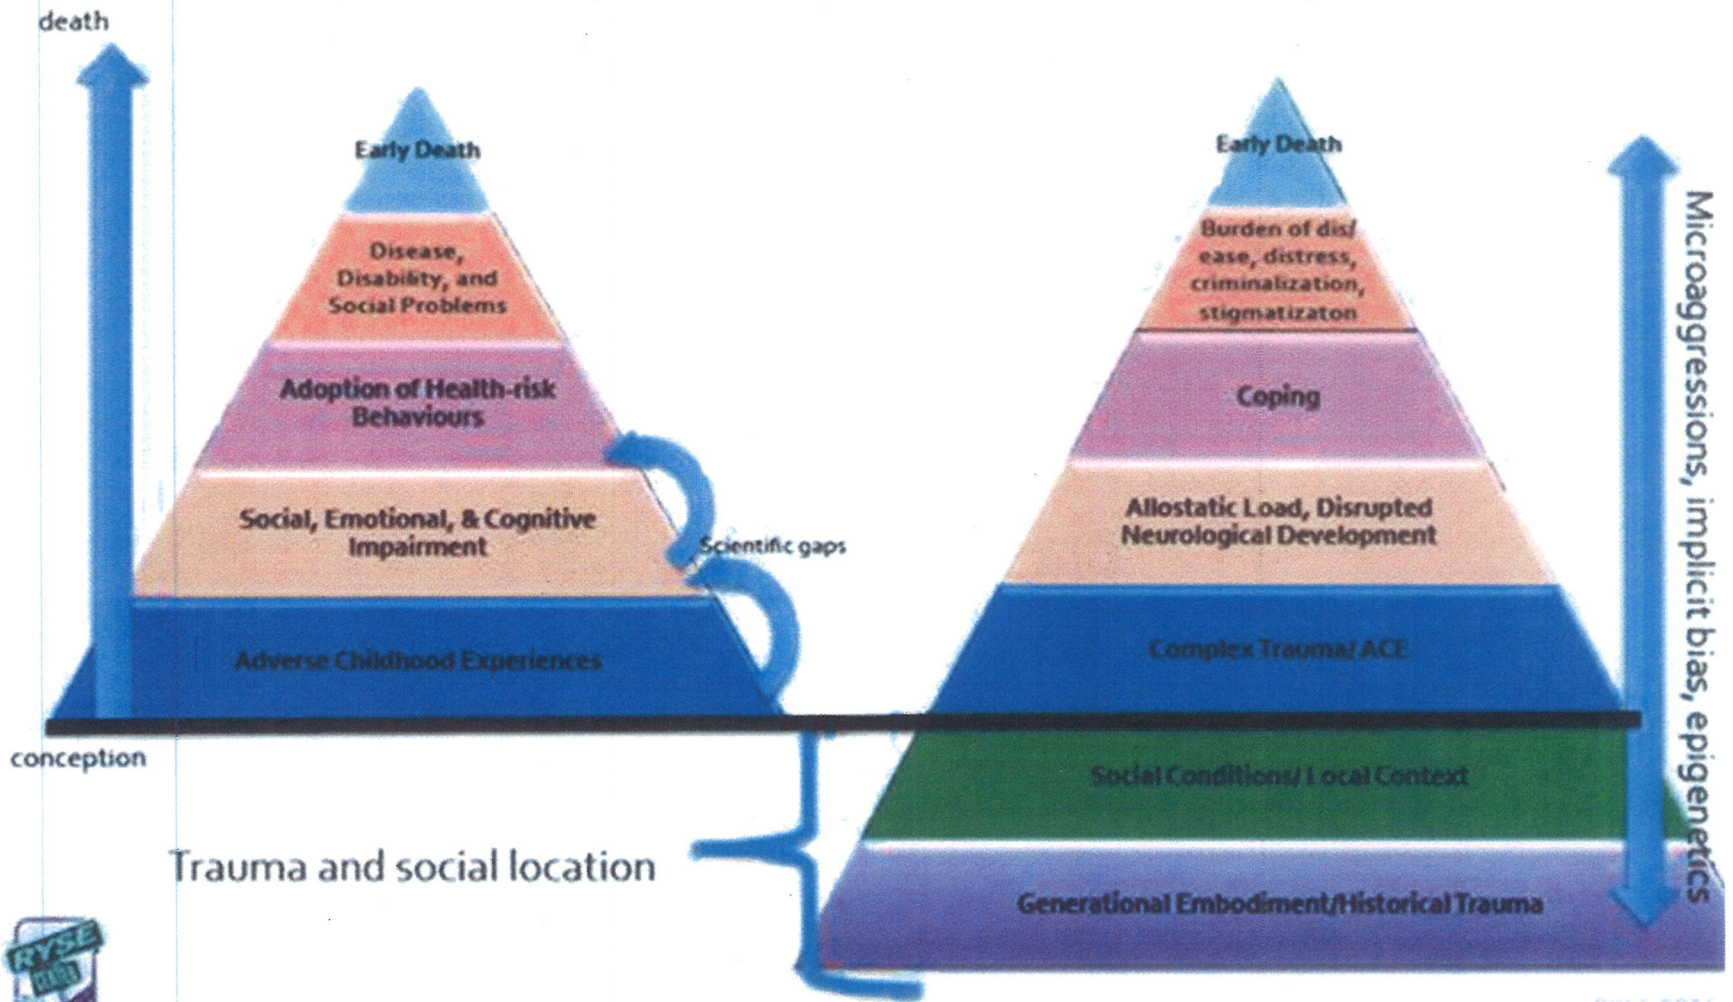 death
Early Death
Disease,
Disability, and
Social Problems
Adoption of Health-risk
Behaviours
Social, Emotional, & Cognitive
Impairment
Scientific gaps
Adverse Childhood Experiences
conception
Trauma and social location
RYSE
CENTER
Early Death
Burden of dis/
ease, distress,
criminalization,
stigmatizaton
Coping
Allostatic Load, Disrupted
Neurological Development
Complex Trauma/ ACE
Social Conditions/ Local Context
Generational Embodiment/Historical Trauma
Microaggressions, implicit bias, epigenetics